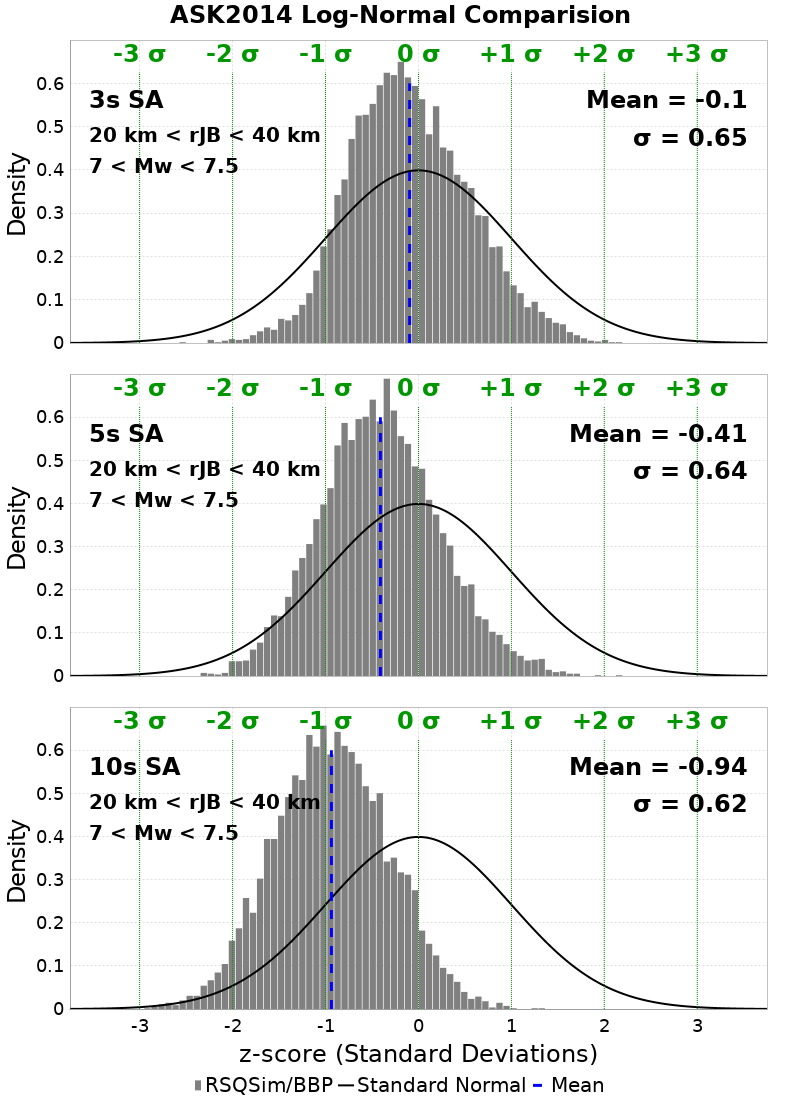 ASK2014 Log-Normal Comparision
-3 σ -2 σ -1 σ 0 σ +1 σ +2 σ +3 σ
3s SA
Mean = -0.1
20 km < rJB < 40 km
σ = 0.65
7 < Mw < 7.5
Density
0.6
0.5
0.4
0.3
0.2
0.1
0
-3 σ -2 σ -1 σ 0 σ +1 σ +2 σ +3 σ
5s SA
Mean = -0.41
20 km < rJB < 40 km
σ = 0.64
7 < Mw < 7.5
Density
0.6
0.5
0.4
0.3
0.2
0.1
0
-3 σ -2 σ -1 σ 0 σ +1 σ +2 σ +3 σ
10s SA
Mean = -0.94
20 km < rJB < 40 km
σ = 0.62
7 < Mw < 7.5
Density
0.6
0.5
0.4
0.3
0.2
0.1
0
-3 -2 -1 0 1 2 3
z-score (Standard Deviations)
RSQSim/BBP Standard Normal Mean